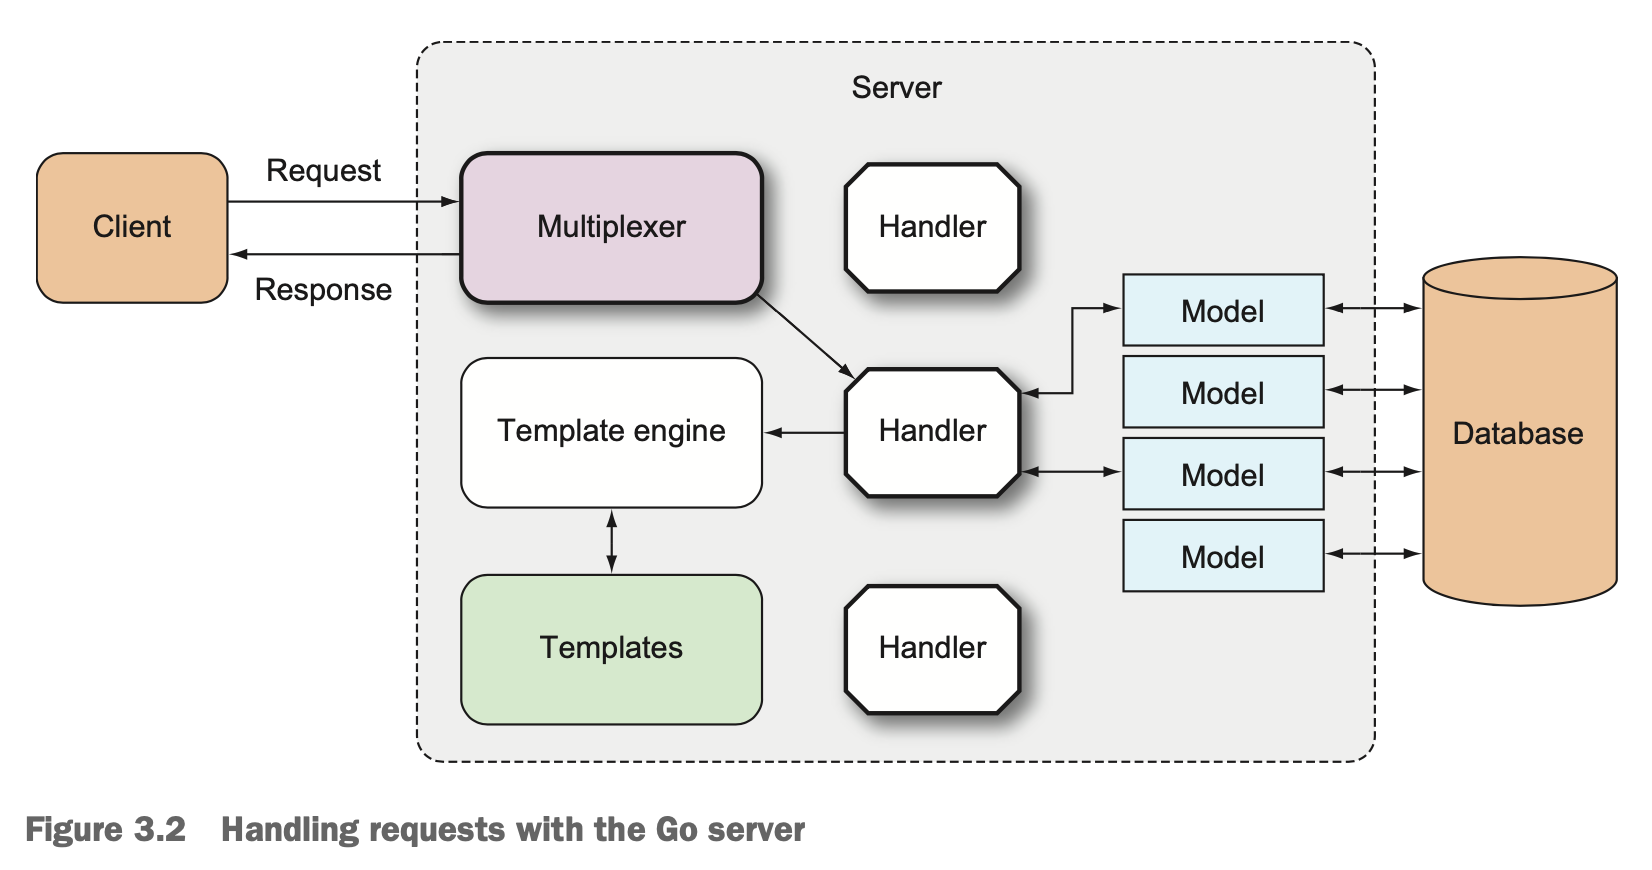 Server
Request
Client
Multiplexer
Handler
Response
Model
Model
Template engine
Handler
Database
Model
Model
Templates
Handler
Figure 3.2 Handling requests with the Go server